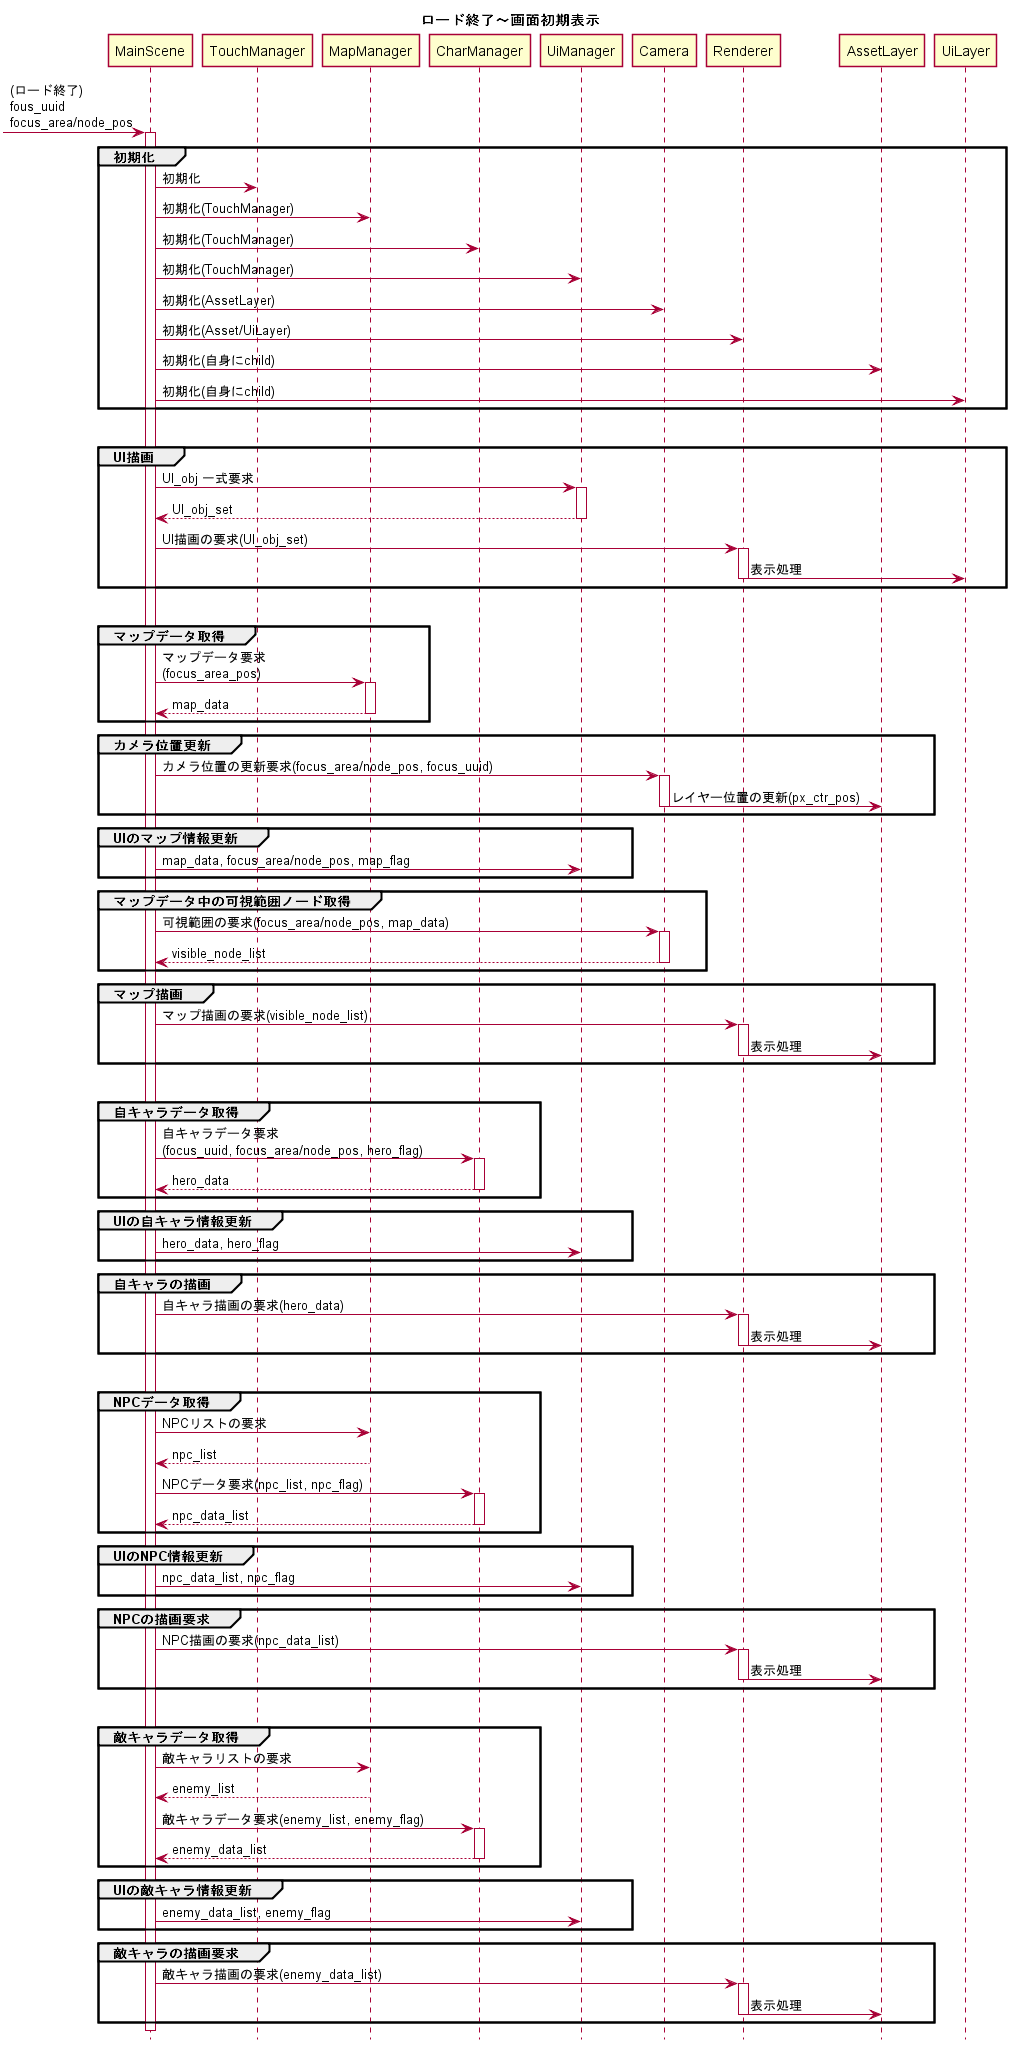 ロード終了～画面初期表示
MainScene TouchManager MapManager CharManager UiManager Camera Renderer AssetLayer UiLayer
(ロード終了)
fous_uuid
focus_area/node_pos
初期化
初期化
初期化(TouchManager)
初期化(TouchManager)
初期化(TouchManager)
初期化(AssetLayer)
初期化(Asset/UiLayer)
初期化(自身にchild)
初期化(自身にchild)
UI描画
UI_obj 一式要求
UI_obj_set
UI描画の要求(UI_obj_set)
表示処理
マップデータ取得
マップデータ要求
(focus_area_pos)
map_data
カメラ位置更新
カメラ位置の更新要求(focus_area/node_pos, focus_uuid)
レイヤー位置の更新(px_ctr_pos)
UIのマップ情報更新
map_data, focus_area/node_pos, map_flag
マップデータ中の可視範囲ノード取得
可視範囲の要求(focus_area/node_pos, map_data)
visible_node_list
マップ描画
マップ描画の要求(visible_node_list)
表示処理
自キャラデータ取得
自キャラデータ要求
(focus_uuid, focus_area/node_pos, hero_flag)
hero_data
UIの自キャラ情報更新
hero_data, hero_flag
自キャラの描画
自キャラ描画の要求(hero_data)
表示処理
NPCデータ取得
NPCリストの要求
npc_list
NPCデータ要求(npc_list, npc_flag)
npc_data_list
UIのNPC情報更新
npc_data_list, npc_flag
NPCの描画要求
NPC描画の要求(npc_data_list)
表示処理
敵キャラデータ取得
敵キャラリストの要求
enemy_list
敵キャラデータ要求(enemy_list, enemy_flag)
enemy_data_list
UIの敵キャラ情報更新
enemy_data_list, enemy_flag
敵キャラの描画要求
敵キャラ描画の要求(enemy_data_list)
表示処理